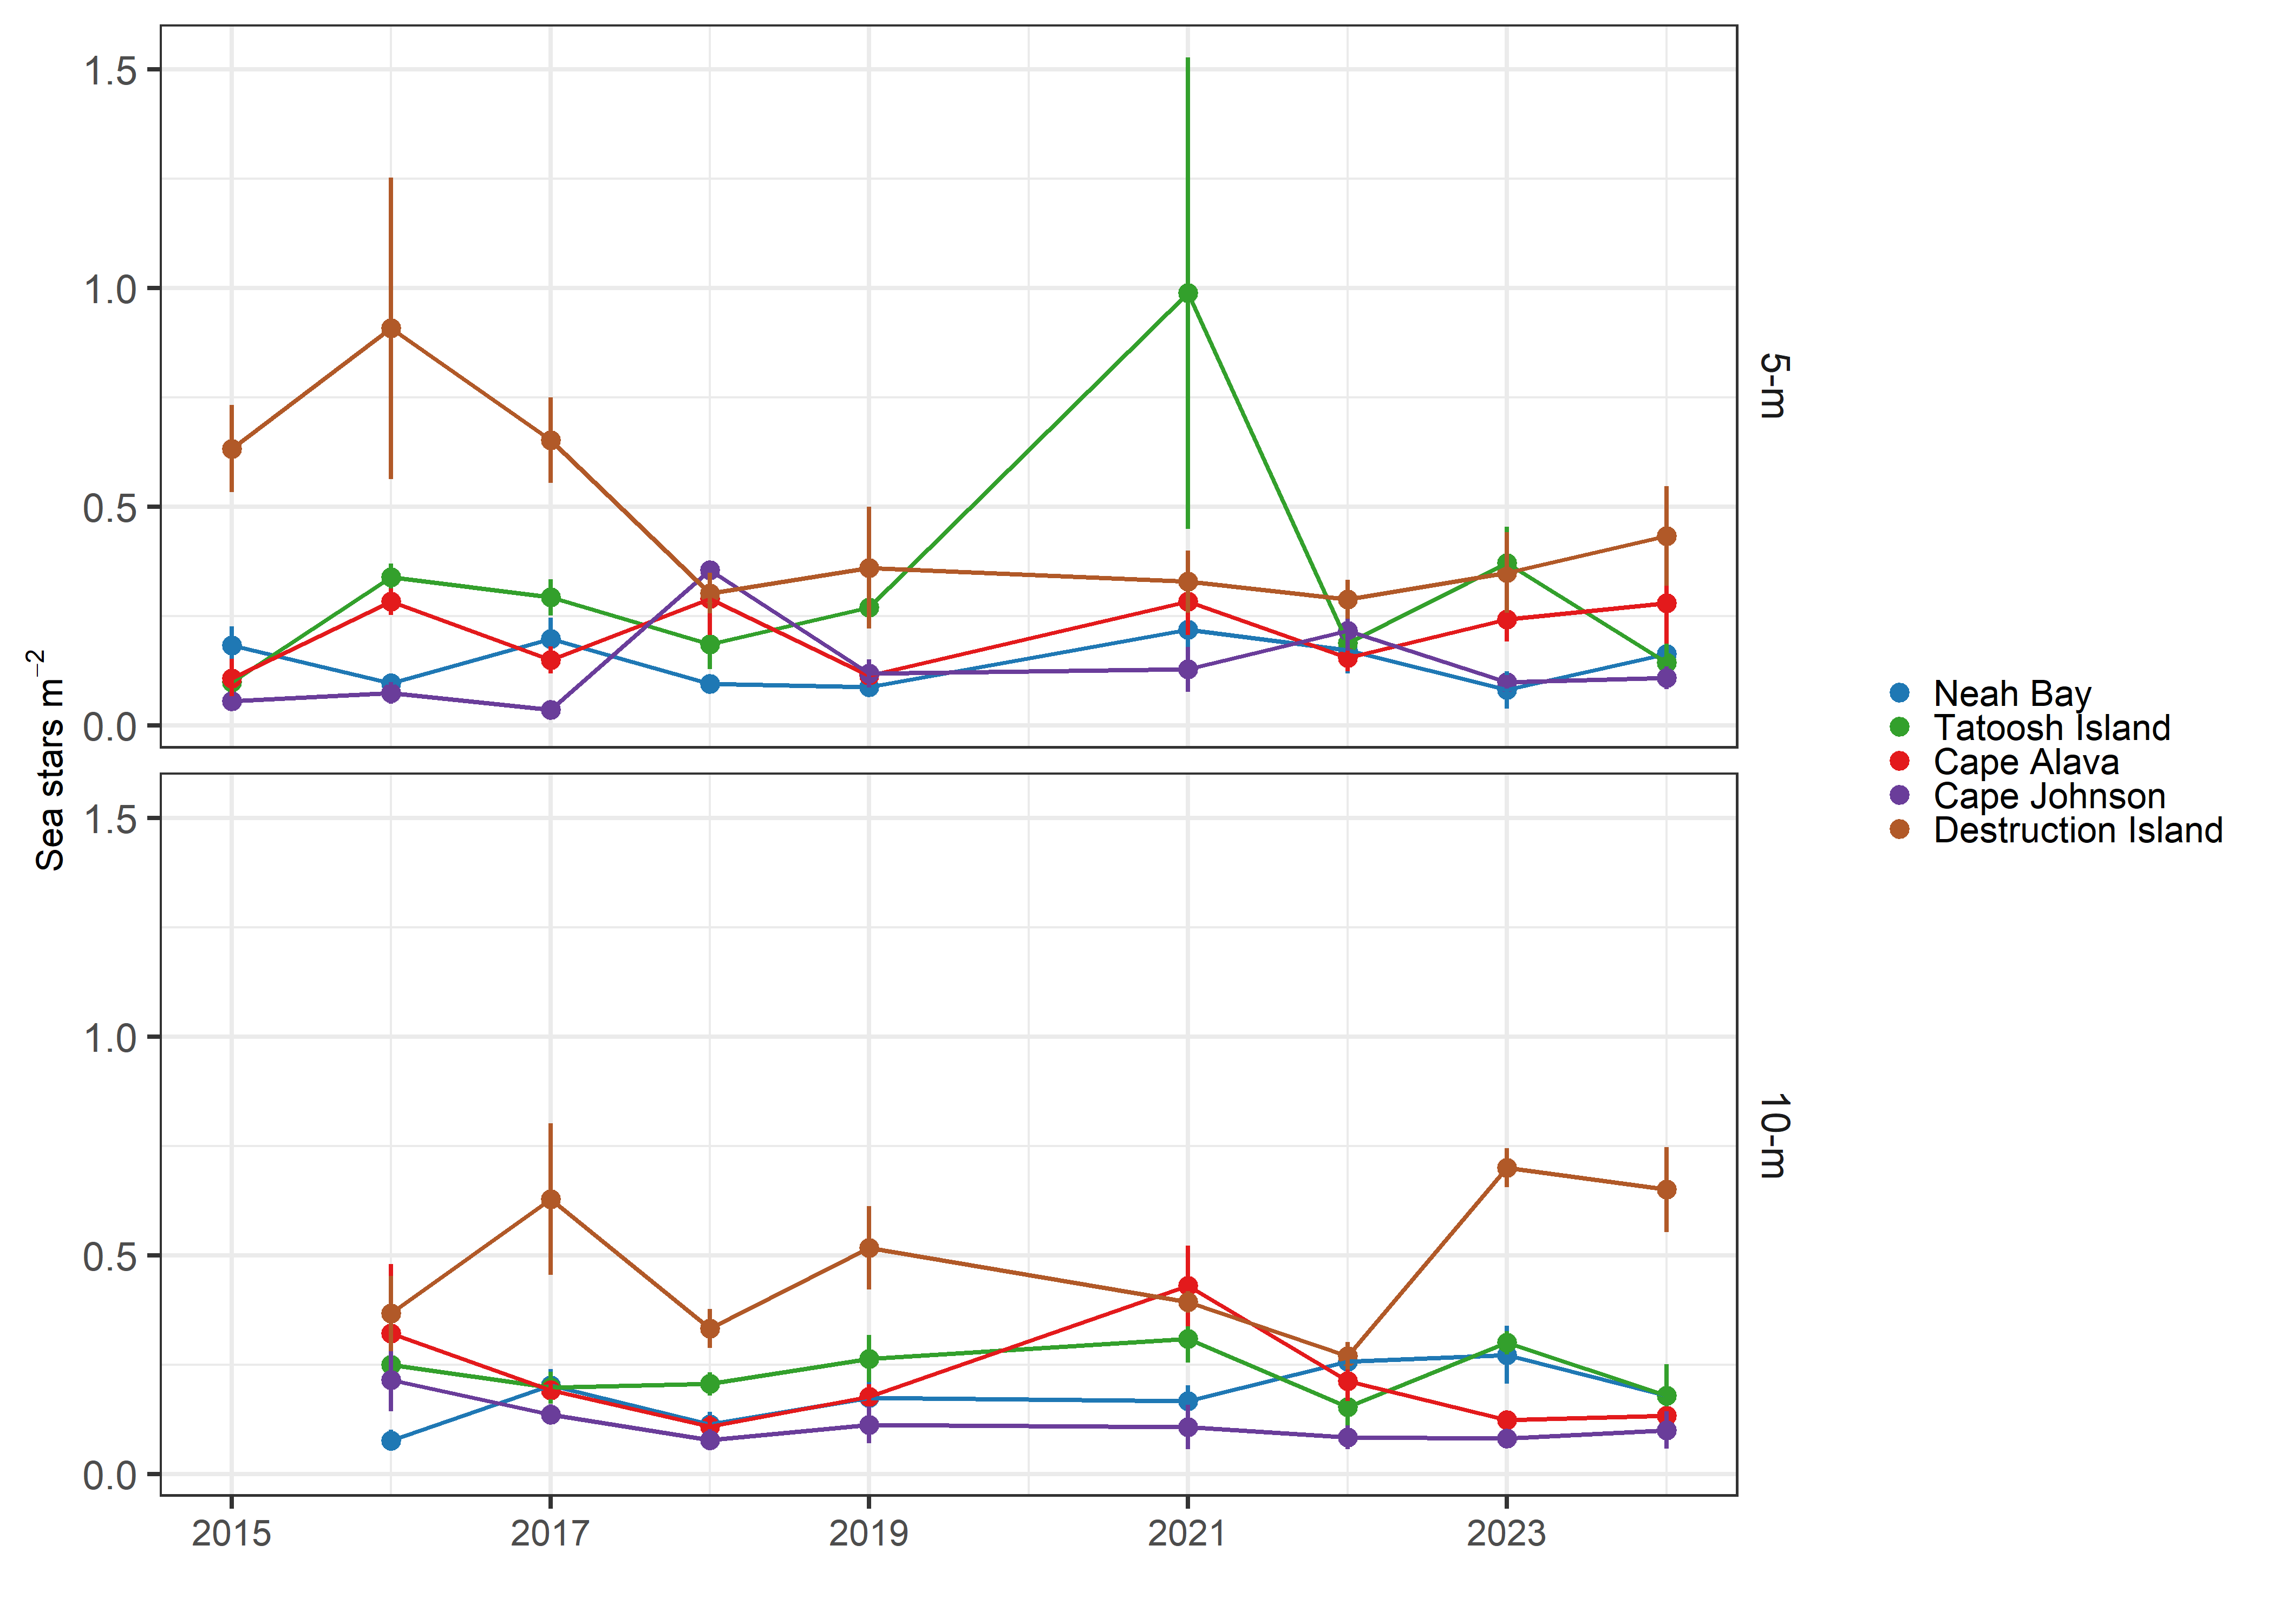 1.5
1.0
0.5
0.0
5-m
Sea stars m⁻²
1.5
1.0
0.5
0.0
10-m
2015
2017
2019
2021
2023
Neah Bay
Tatoosh Island
Cape Alava
Cape Johnson
Destruction Island